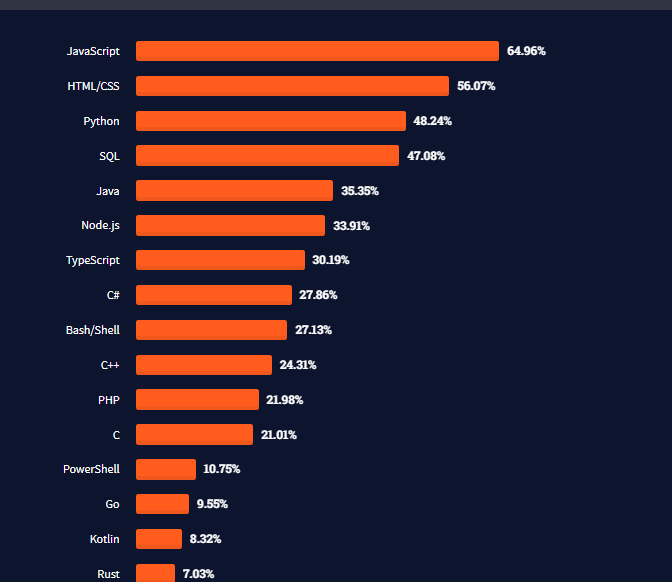 JavaScript 64.96%
HTML/CSS 56.07%
Python 48.24%
SQL 47.08%
Java 35.35%
Node.js 33.91%
TypeScript 30.19%
C# 27.86%
Bash/Shell 27.13%
C++ 24.31%
PHP 21.98%
C 21.01%
PowerShell 10.75%
Go 9.55%
Kotlin 8.32%
Rust 7.03%